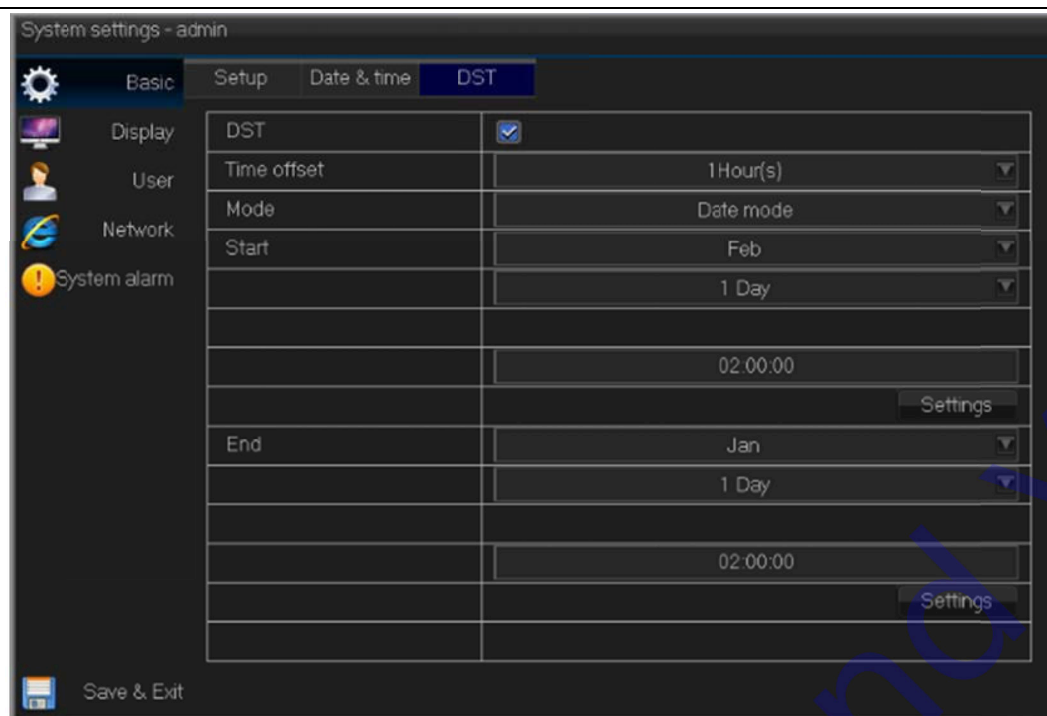 System settings - admin
Basic
Display
User
Network
System alarm
Save & Exit
Setup Date & time DST
DST
Time offset 1Hour(s)
Mode Date mode
Start Feb
1 Day
02:00:00
Settings
End Jan
1 Day
02:00:00
Settings